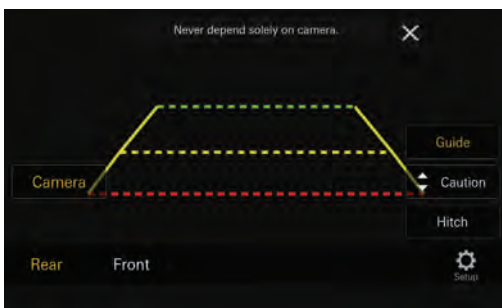 Never depend solely on camera.
Guide
Camera
Caution
Hitch
Rear Front
Setup